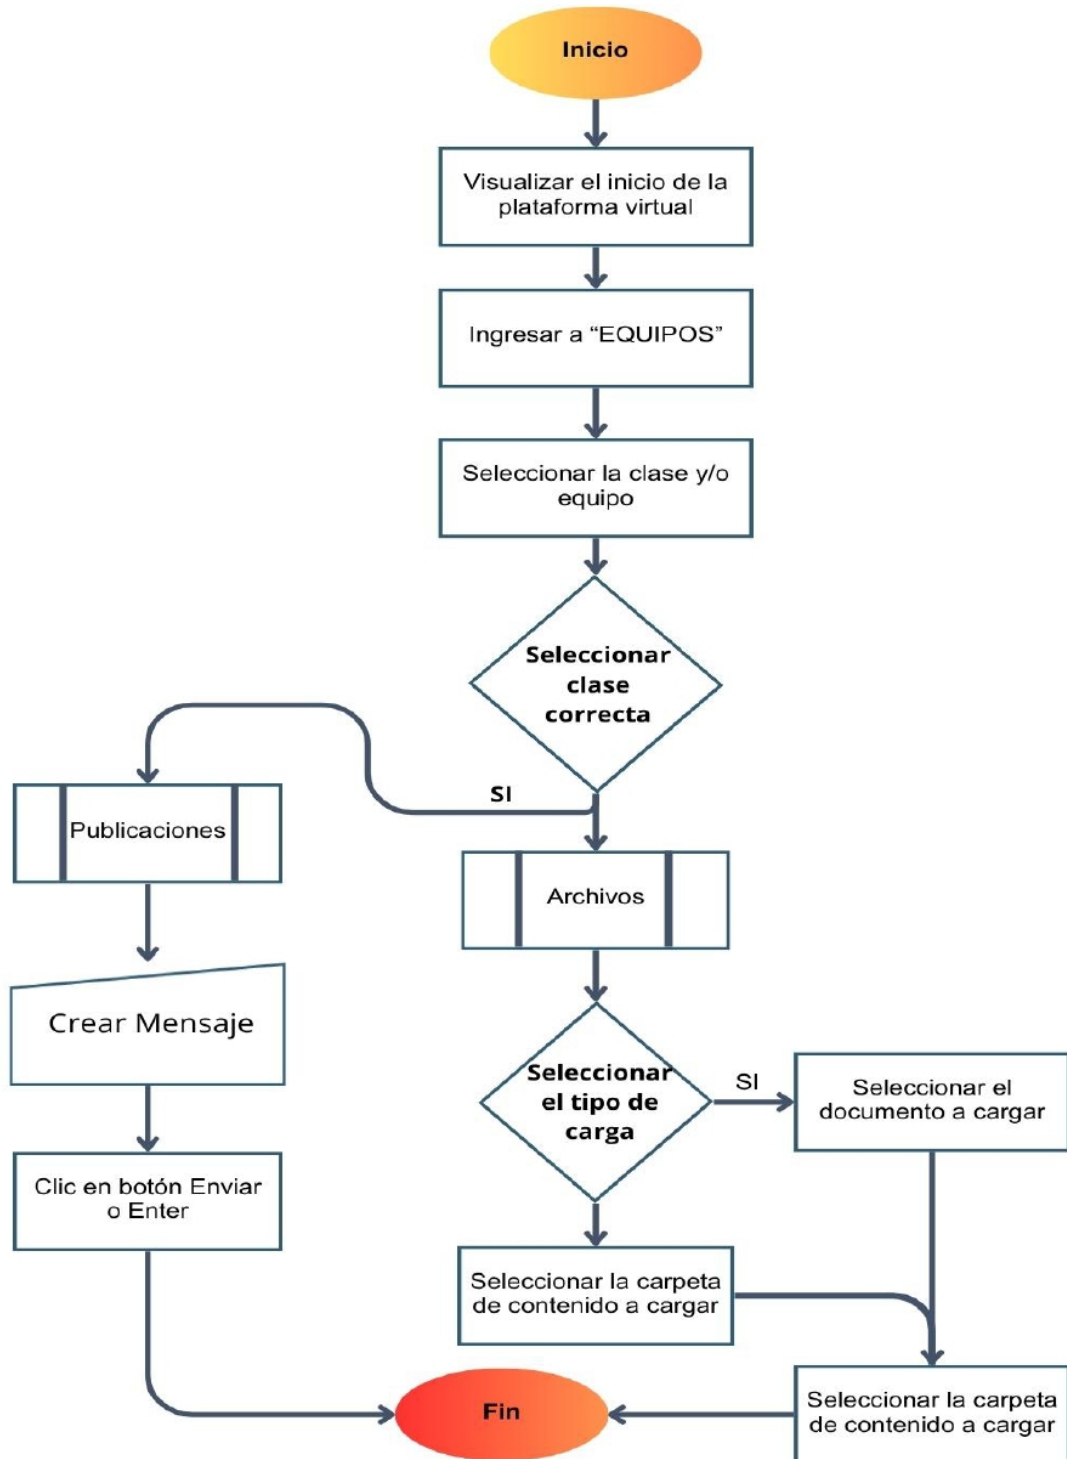 Inicio
Visualizar el inicio de la
plataforma virtual
Ingresar a “EQUIPOS”
Seleccionar la clase y/o
equipo
Seleccionar
clase
correcta
SI
Publicaciones
Archivos
Crear Mensaje
Seleccionar
el tipo de
carga
SI
Seleccionar el
documento a cargar
Clic en botón Enviar
o Enter
Seleccionar la carpeta
de contenido a cargar
Seleccionar la carpeta
de contenido a cargar
Fin